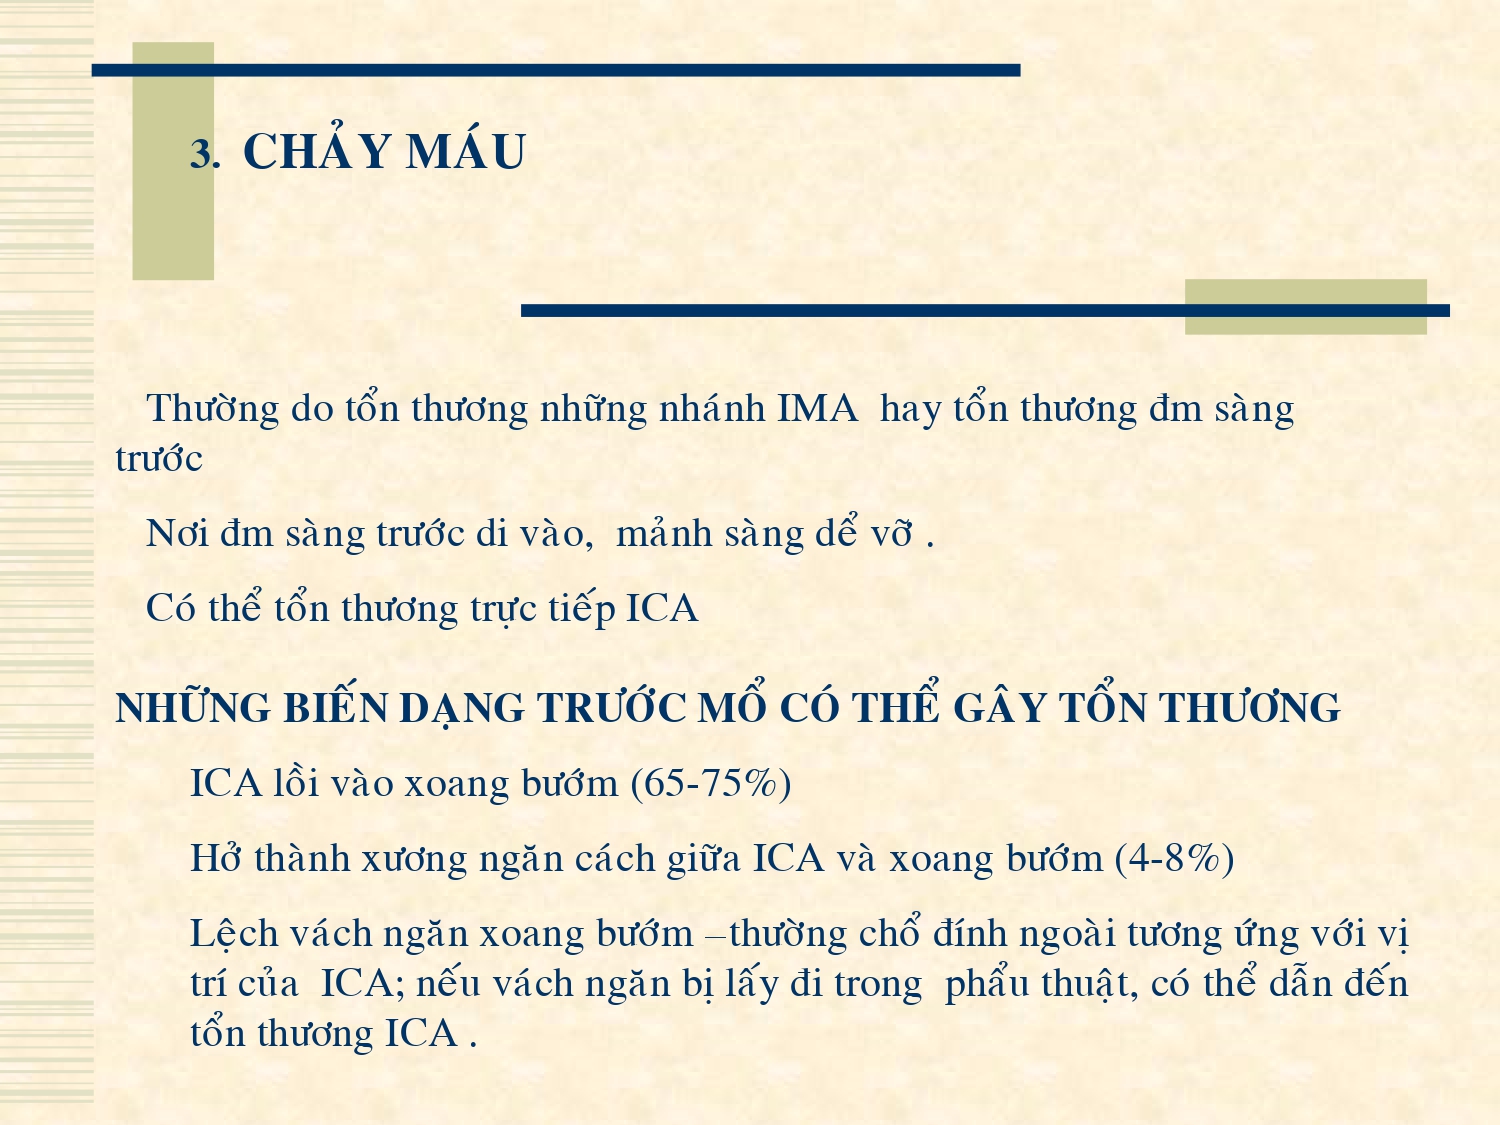 3. CHẢY MÁU
Thường do tổn thương những nhánh IMA hay tổn thương đm sàng
trước
Nơi đm sàng trước di vào, mảnh sàng dể vỡ .
Có thể tổn thương trực tiếp ICA
NHỮNG BIẾN DẠNG TRƯỚC MỔ CÓ THỂ GÂY TỔN THƯƠNG
ICA lồi vào xoang bướm (65-75%)
Hở thành xương ngăn cách giữa ICA và xoang bướm (4-8%)
Lệch vách ngăn xoang bướm –thường chổ đính ngoài tương ứng với vị
trí của ICA; nếu vách ngăn bị lấy đi trong phẩu thuật, có thể dẫn đến
tổn thương ICA .